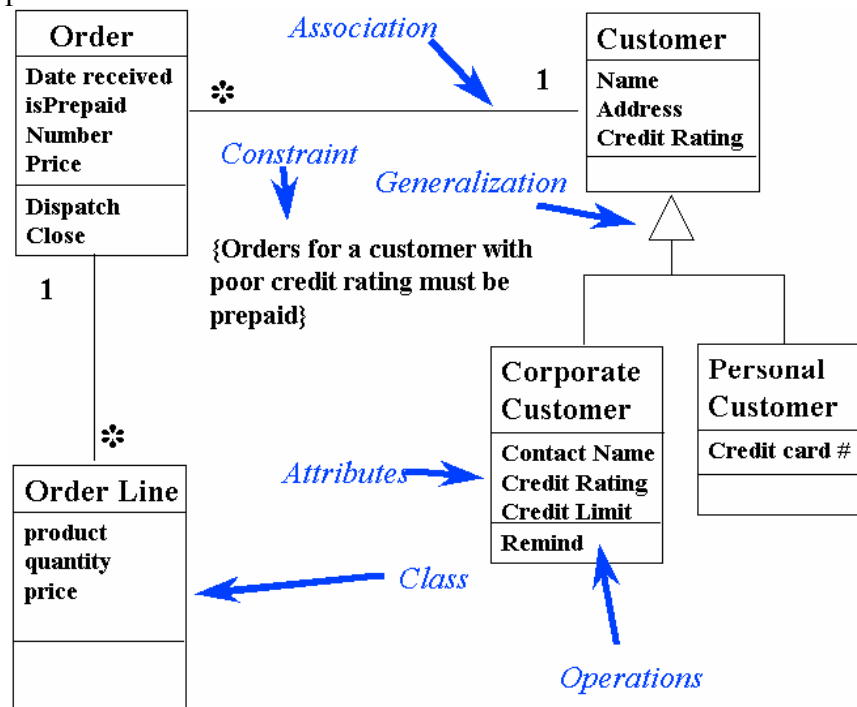 Order
Date received
isPrepaid
Number
Price
Dispatch
Close
1
*
Order Line
product
quantity
price
Association
*
1
Customer
Name
Address
Credit Rating
Constraint
Generalization
{Orders for a customer with
poor credit rating must be
prepaid}
Corporate
Customer
Contact Name
Credit Rating
Credit Limit
Remind
Personal
Customer
Credit card #
Attributes
Class
Operations